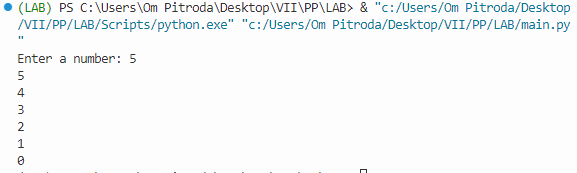 (LAB) PS C:\Users\Om Pitroda\Desktop\VII\PP\LAB> & "c:/Users/Om Pitroda/Desktop
/VII/PP/LAB/Scripts/python.exe" "c:/Users/Om Pitroda/Desktop/VII/PP/LAB/main.py
"
Enter a number: 5
5
4
3
2
1
0